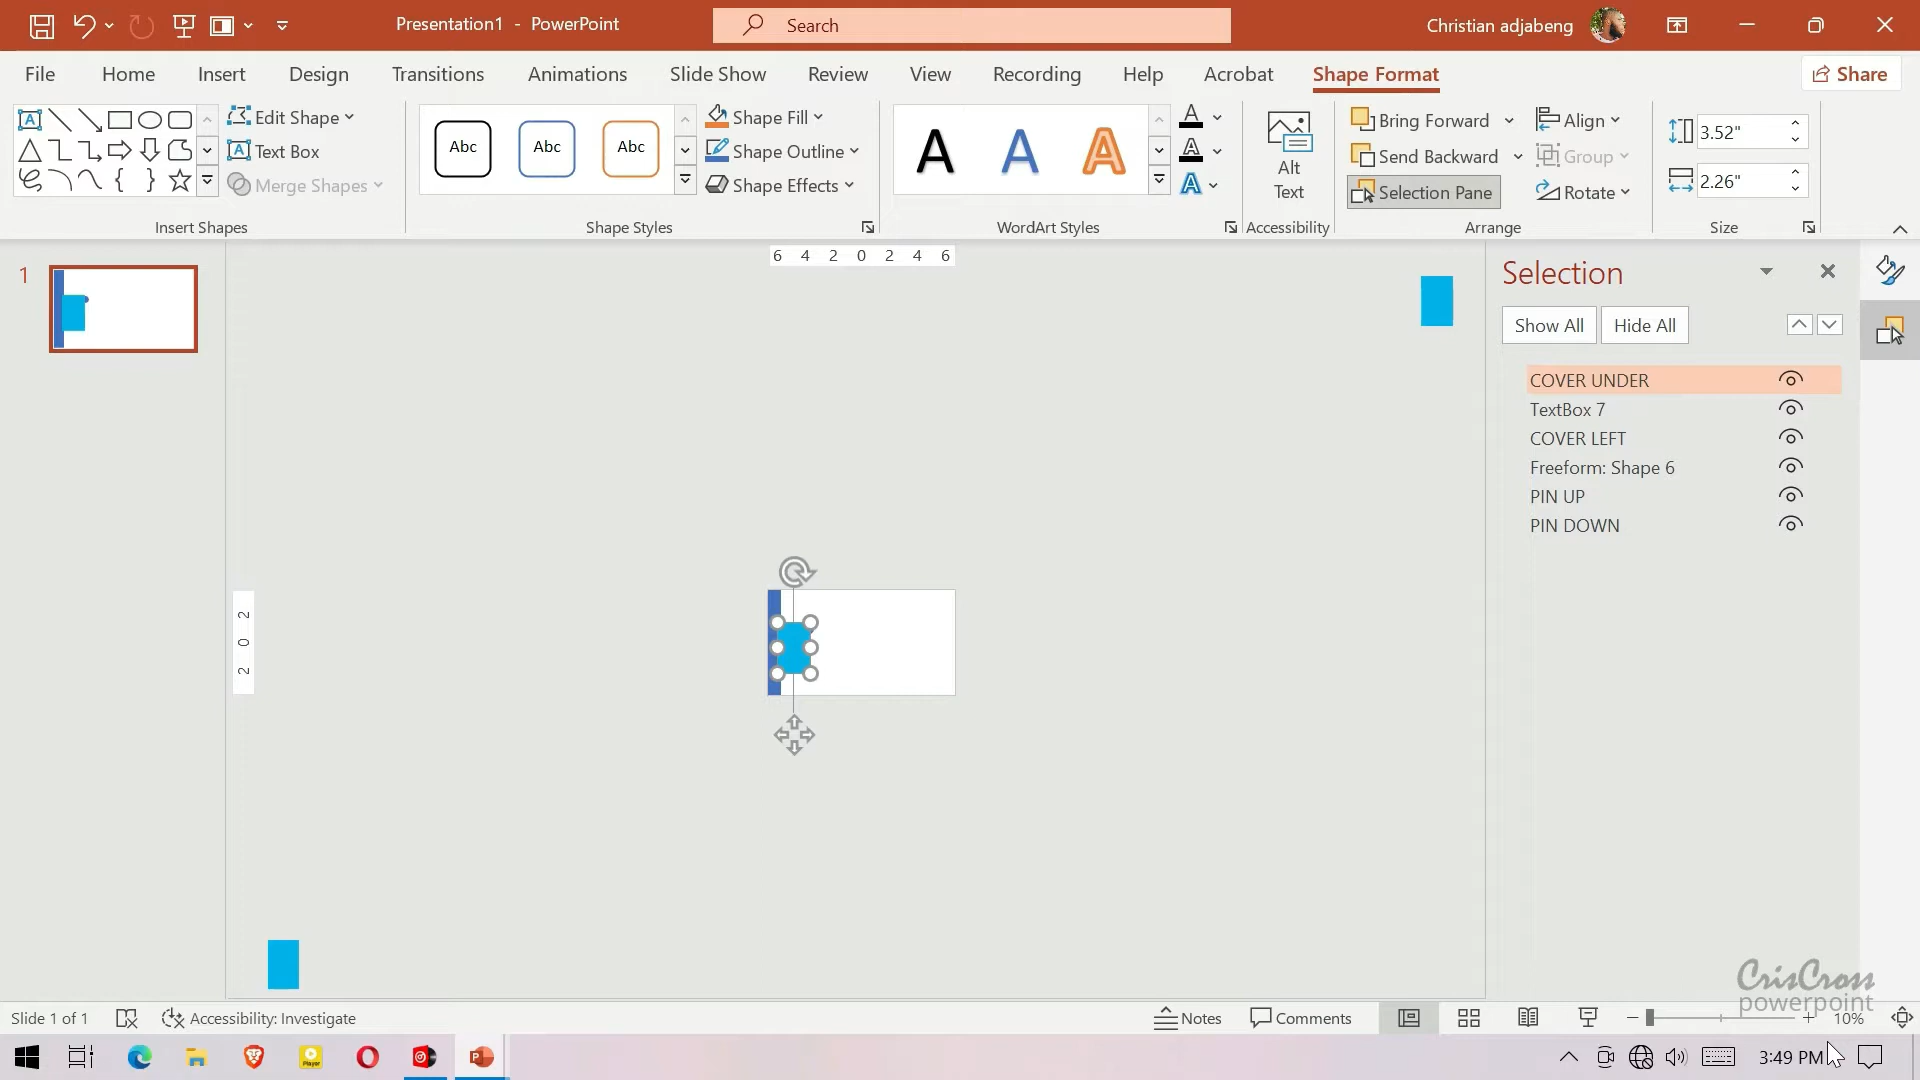 Presentation1 - PowerPoint
Search
Christian adjabeng
File Home Insert Design Transitions Animations Slide Show Review View Recording Help Acrobat Shape Format Share
Edit Shape
Text Box
Merge Shapes
Insert Shapes
Abc Abc Abc
Shape Fill
Shape Outline
Shape Effects
Shape Styles
A A A
WordArt Styles
Alt
Text
Accessibility
Bring Forward
Send Backward
Selection Pane
Align
Group
Rotate
Arrange
3.52"
2.26"
Size
6 4 2 0 2 4 6
1
2
0
2
Selection
Show All Hide All
COVER UNDER
TextBox 7
COVER LEFT
Freeform: Shape 6
PIN UP
PIN DOWN
CrisCross
powerpoint
Slide 1 of 1 Accessibility: Investigate Notes Comments 10%
3:49 PM